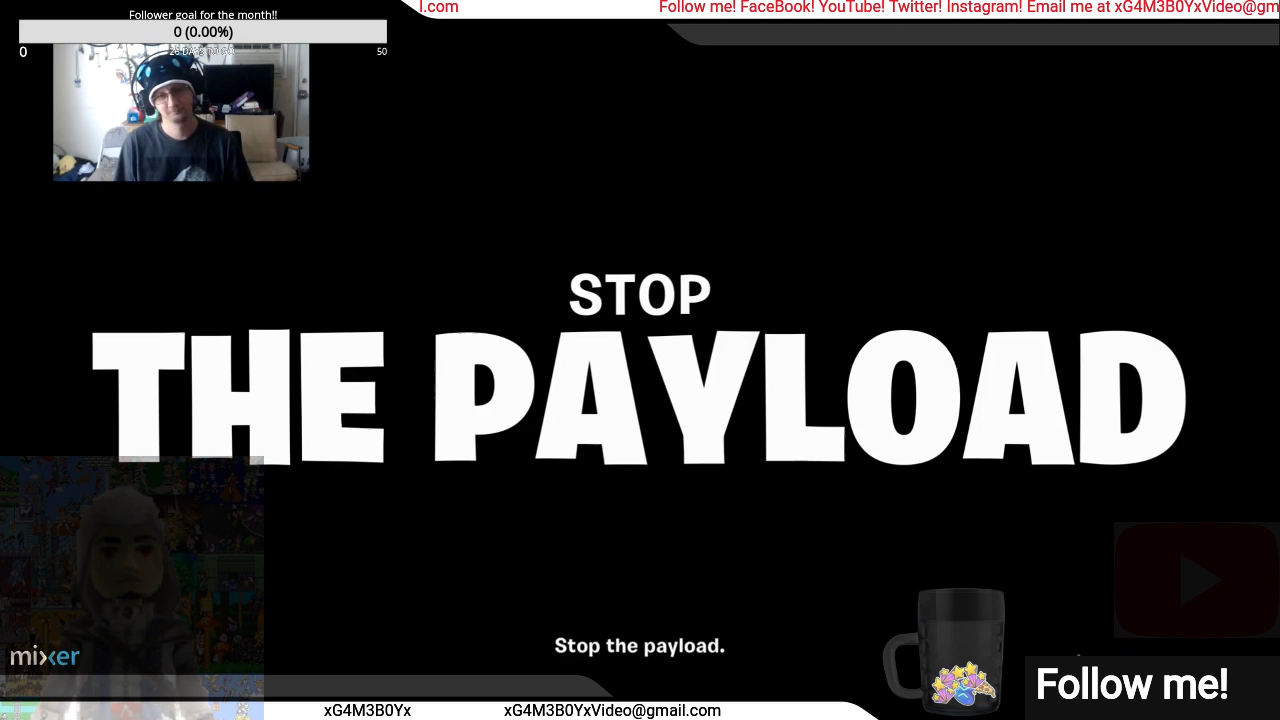 l.com Follow me! FaceBook! YouTube! Twitter! Instagram! Email me at xG4M3B0YxVideo@gm
Follower goal for the month!!
0 (0.00%)
0 50
STOP
THE PAYLOAD
Stop the payload.
mixer
Follow me!
xG4M3B0Yx xG4M3B0YxVideo@gmail.com